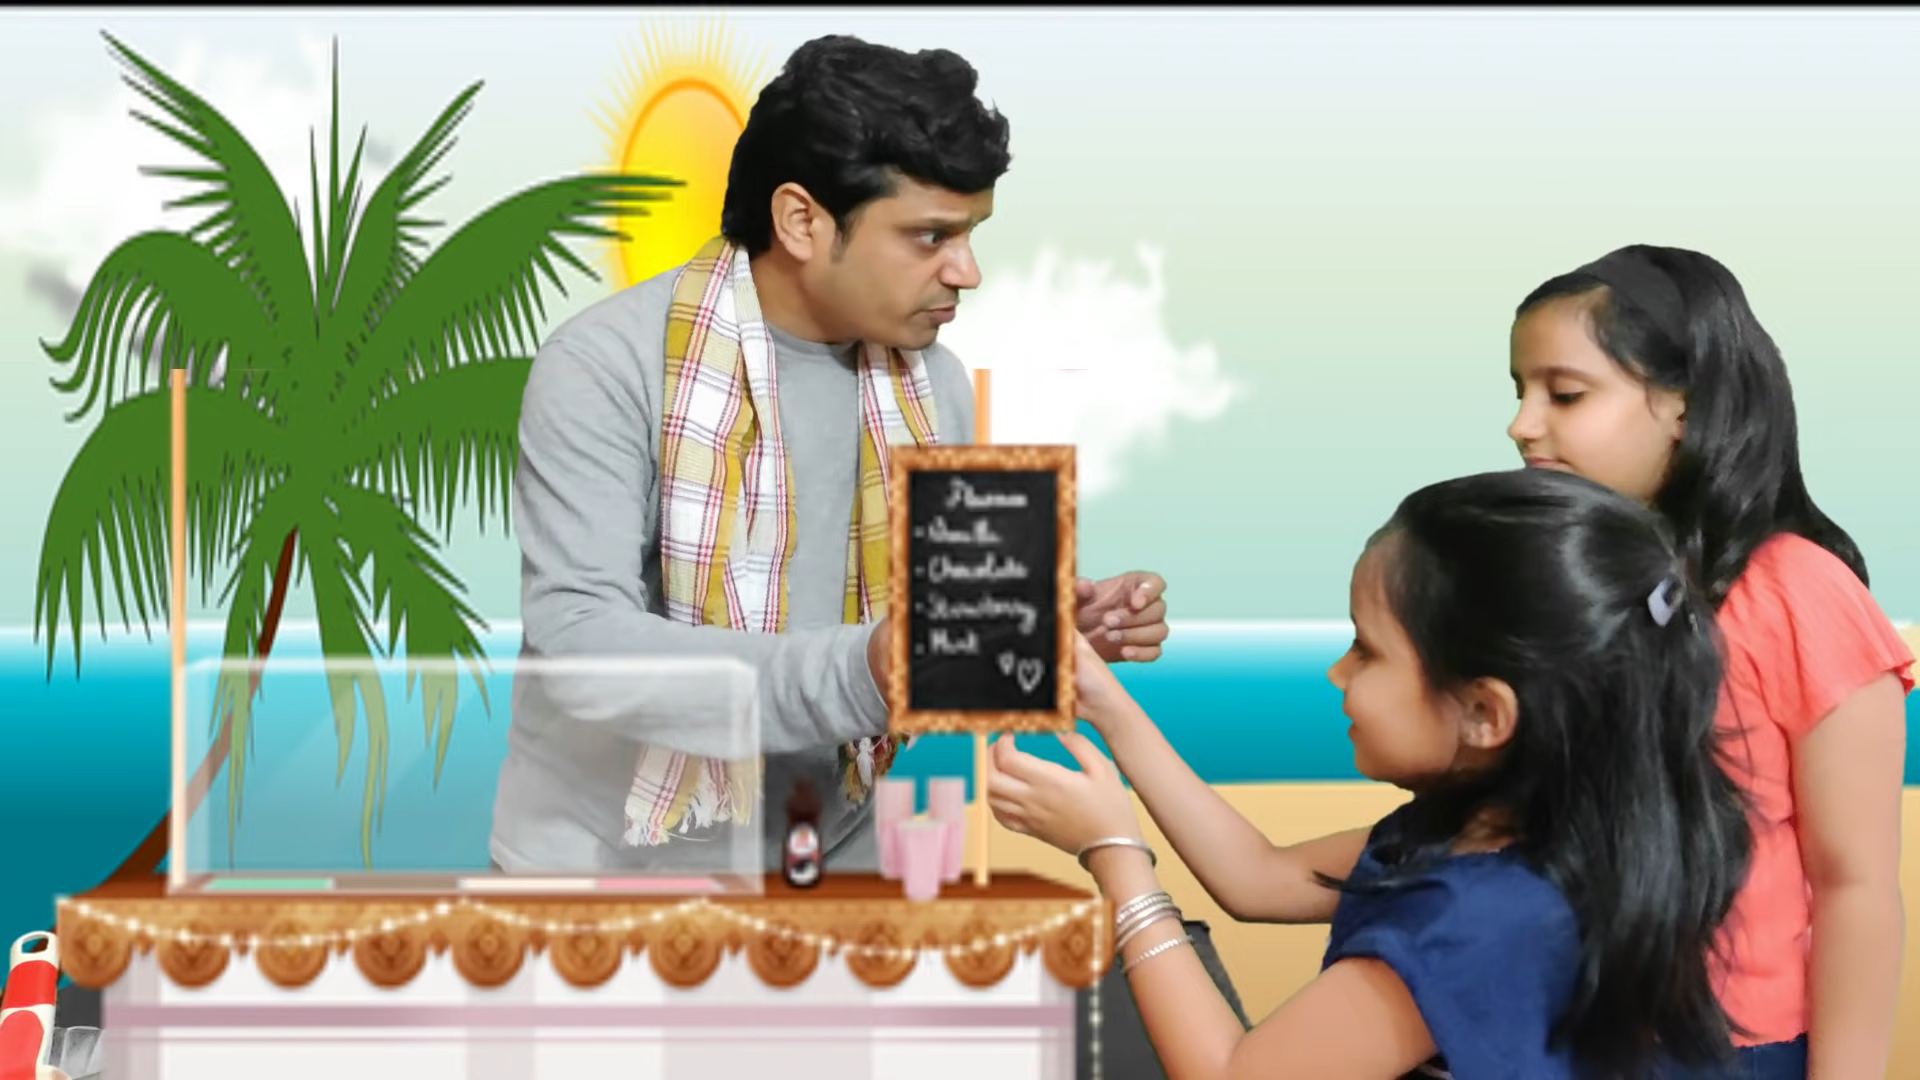 Flavours
- Vanilla
- Chocolate
- Strawberry
- Mint